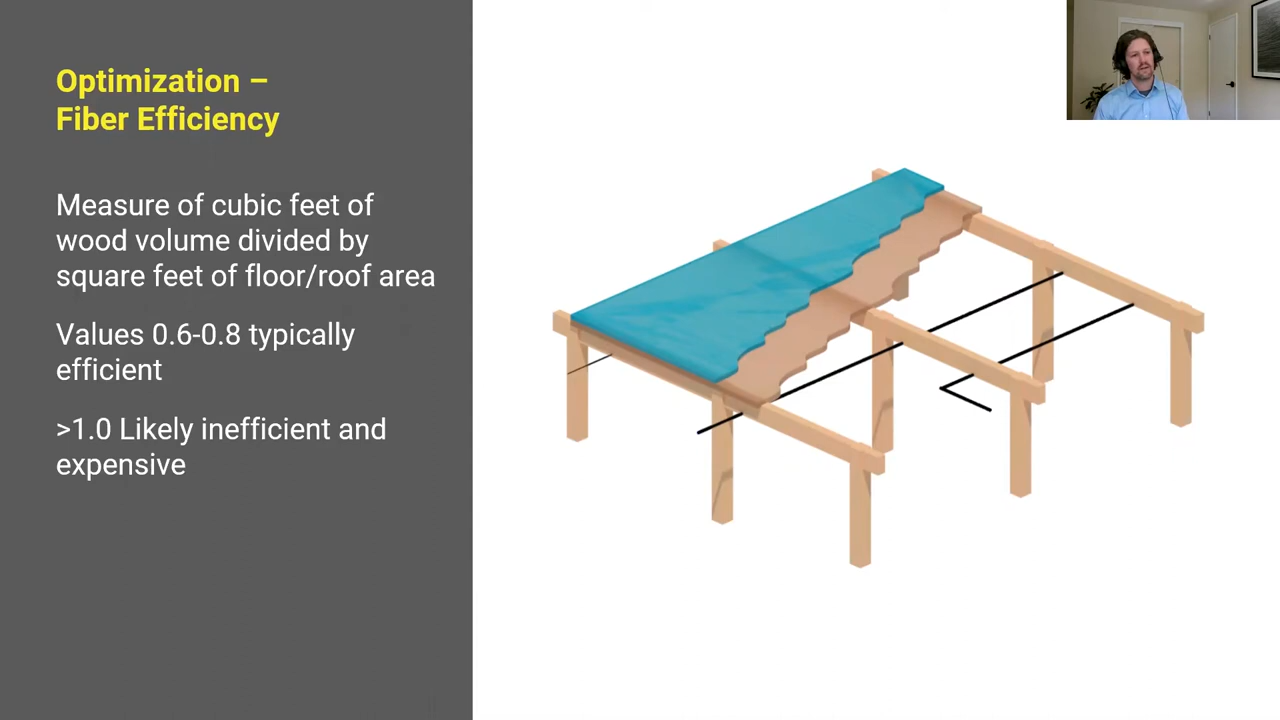 Optimization –
Fiber Efficiency
Measure of cubic feet of
wood volume divided by
square feet of floor/roof area
Values 0.6-0.8 typically
efficient
>1.0 Likely inefficient and
expensive